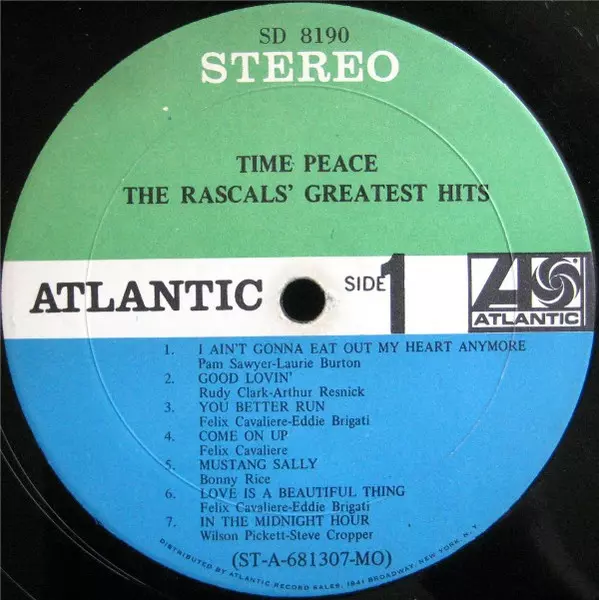 SD 8190
STEREO
TIME PEACE
THE RASCALS' GREATEST HITS
ATLANTIC
SIDE 1
ATLANTIC
1. I AIN'T GONNA EAT OUT MY HEART ANYMORE
Pam Sawyer-Laurie Burton
2. GOOD LOVIN'
Rudy Clark-Arthur Resnick
3. YOU BETTER RUN
Felix Cavaliere-Eddie Brigati
4. COME ON UP
Felix Cavaliere
5. MUSTANG SALLY
Bonny Rice
6. LOVE IS A BEAUTIFUL THING
Felix Cavaliere-Eddie Brigati
7. IN THE MIDNIGHT HOUR
Wilson Pickett-Steve Cropper
(ST-A-681307-MO)
DISTRIBUTED BY ATLANTIC RECORD SALES, 1841 BROADWAY, NEW YORK, N.Y.